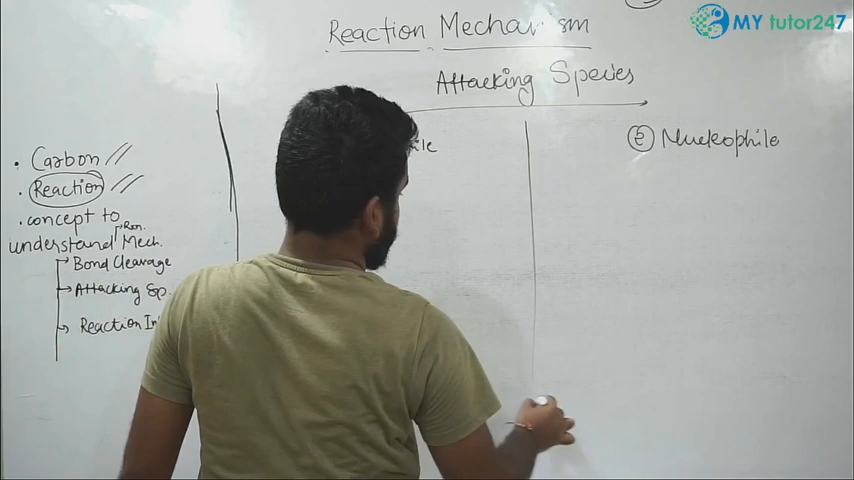 MY tutor247
Reaction Mechanism
Attacking Species
② Nucleophile
• Carbon //
• Reaction //
• concept to
Rxn.
understand Mech.
Bond Cleavage
Attacking Sp.
Reaction